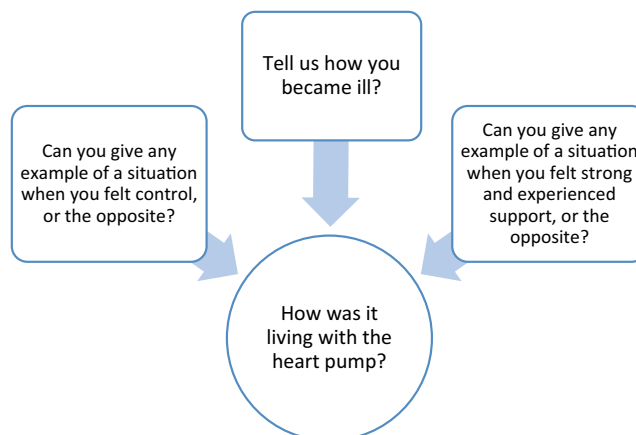 Tell us how you
became ill?
Can you give any
example of a situation
when you felt control,
or the opposite?
Can you give any
example of a situation
when you felt strong
and experienced
support, or the
opposite?
How was it
living with the
heart pump?